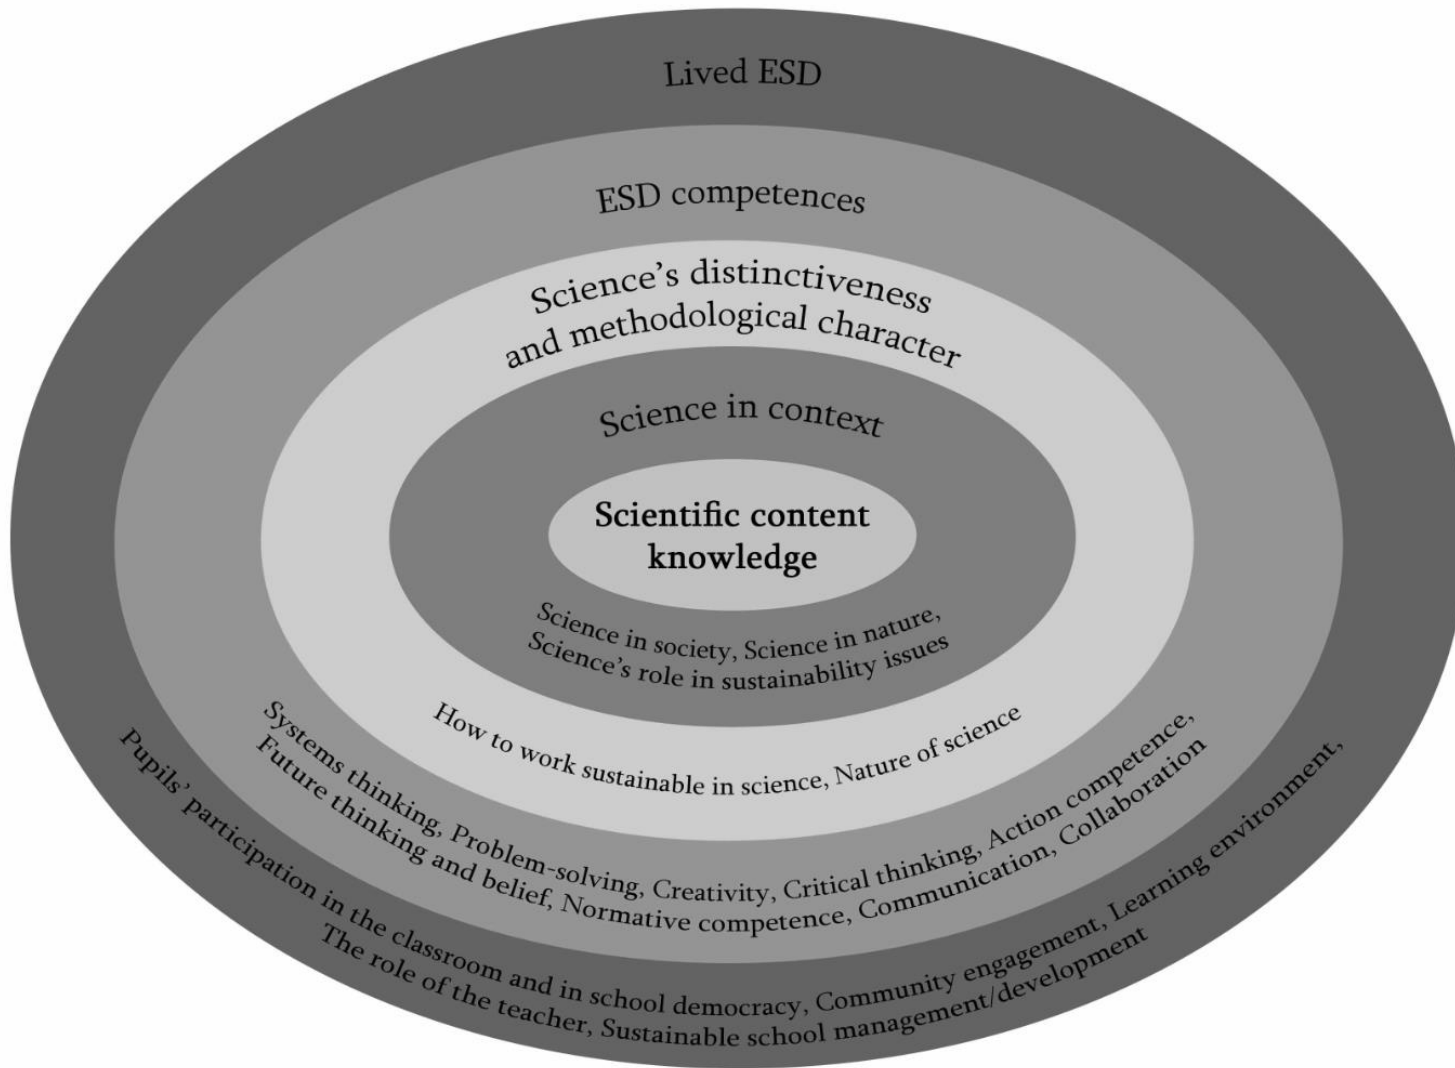 Lived ESD
ESD competences
Science’s distinctiveness
and methodological character
Science in context
Scientific content
knowledge
Science in society, Science in nature,
Science’s role in sustainability issues
How to work sustainable in science, Nature of science
Systems thinking, Problem-solving, Creativity, Critical thinking, Action competence,
Future thinking and belief, Normative competence, Communication, Collaboration
Pupils’ participation in the classroom and in school democracy, Community engagement, Learning environment,
The role of the teacher, Sustainable school management/development